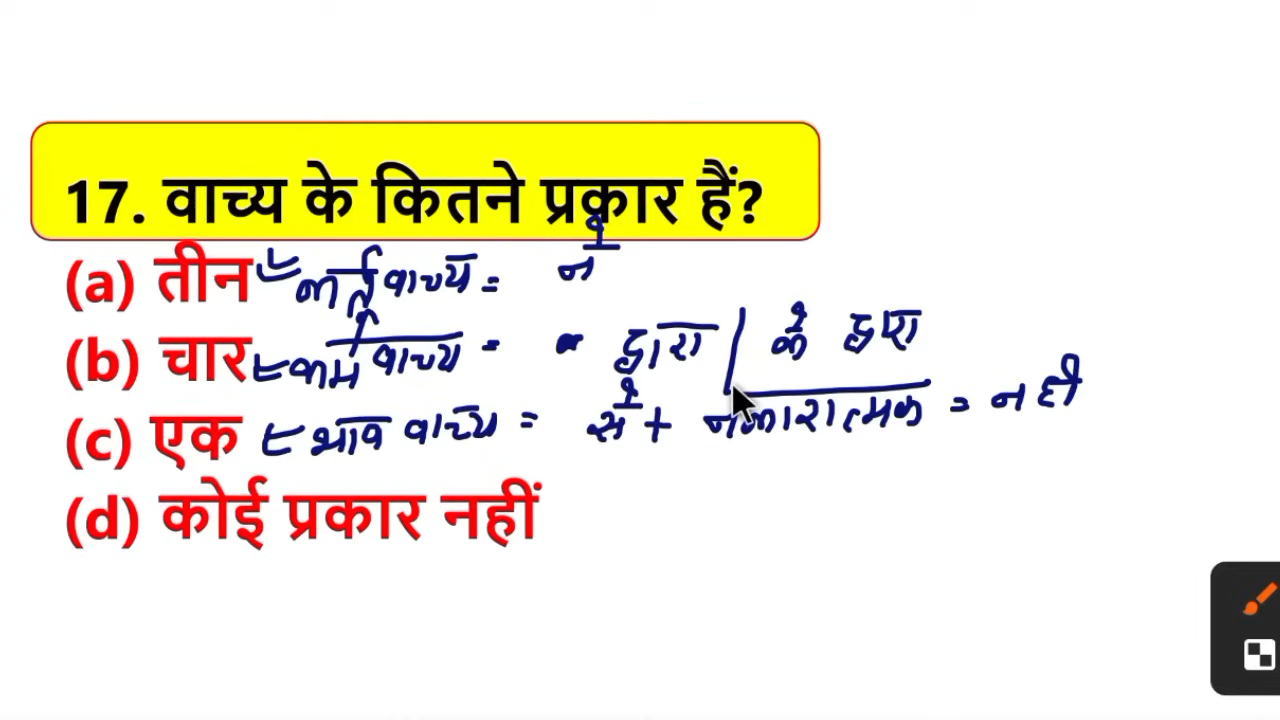 17. वाच्य के कितने प्रकार हैं?
(a) तीन कर्तृवाच्य = ने
(b) चार कर्मवाच्य = द्वारा | के द्वारा
(c) एक भाववाच्य = से + नकारात्मक = नही
(d) कोई प्रकार नहीं